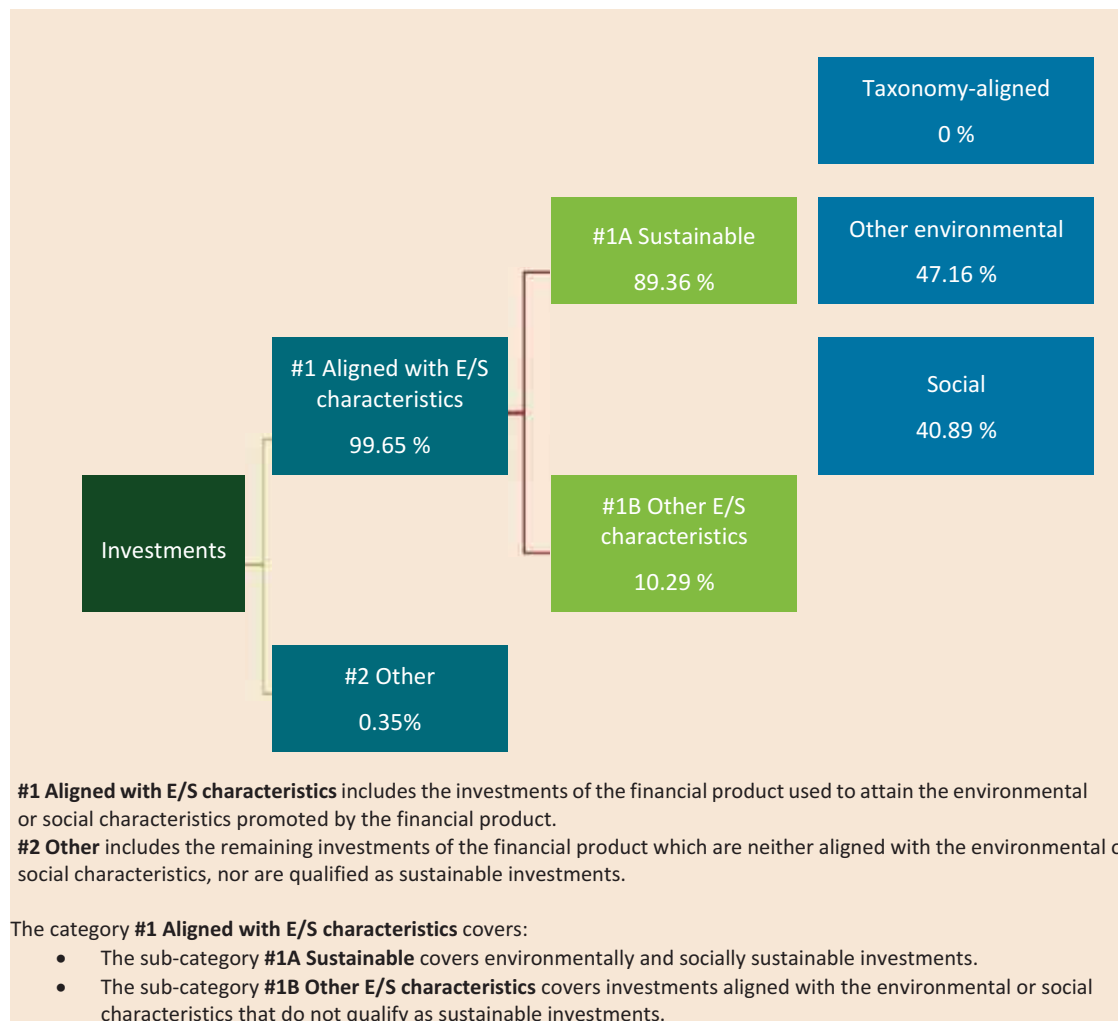 Taxonomy-aligned
0 %
#1A Sustainable
89.36 %
Other environmental
47.16 %
#1 Aligned with E/S
characteristics
99.65 %
Social
40.89 %
Investments
#1B Other E/S
characteristics
10.29 %
#2 Other
0.35%
#1 Aligned with E/S characteristics includes the investments of the financial product used to attain the environmental
or social characteristics promoted by the financial product.
#2 Other includes the remaining investments of the financial product which are neither aligned with the environmental
social characteristics, nor are qualified as sustainable investments.
The category #1 Aligned with E/S characteristics covers:
• The sub-category #1A Sustainable covers environmentally and socially sustainable investments.
• The sub-category #1B Other E/S characteristics covers investments aligned with the environmental or social
characteristics that do not qualify as sustainable investments.